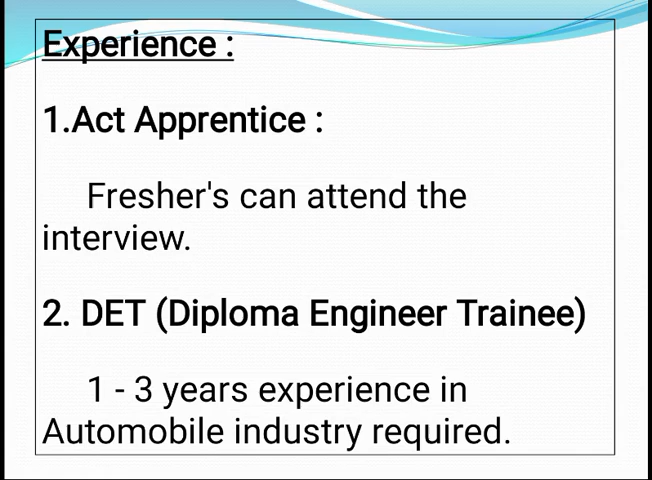 Experience :
1.Act Apprentice :
Fresher's can attend the
interview.
2. DET (Diploma Engineer Trainee)
1 - 3 years experience in
Automobile industry required.